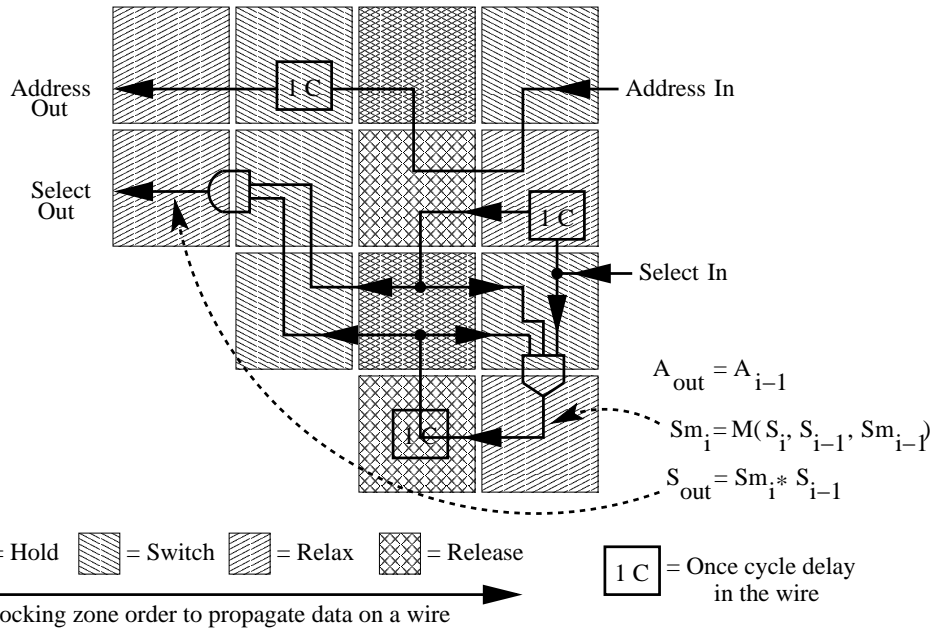 Address Out
1 C
Address In
Select Out
1 C
Select In
A out = A i−1
Sm i = M( S i, S i−1, Sm i−1 )
1 C
S out = Sm i * S i−1
= Hold
= Switch
= Relax
= Release
1 C
= Once cycle delay
in the wire
ocking zone order to propagate data on a wire